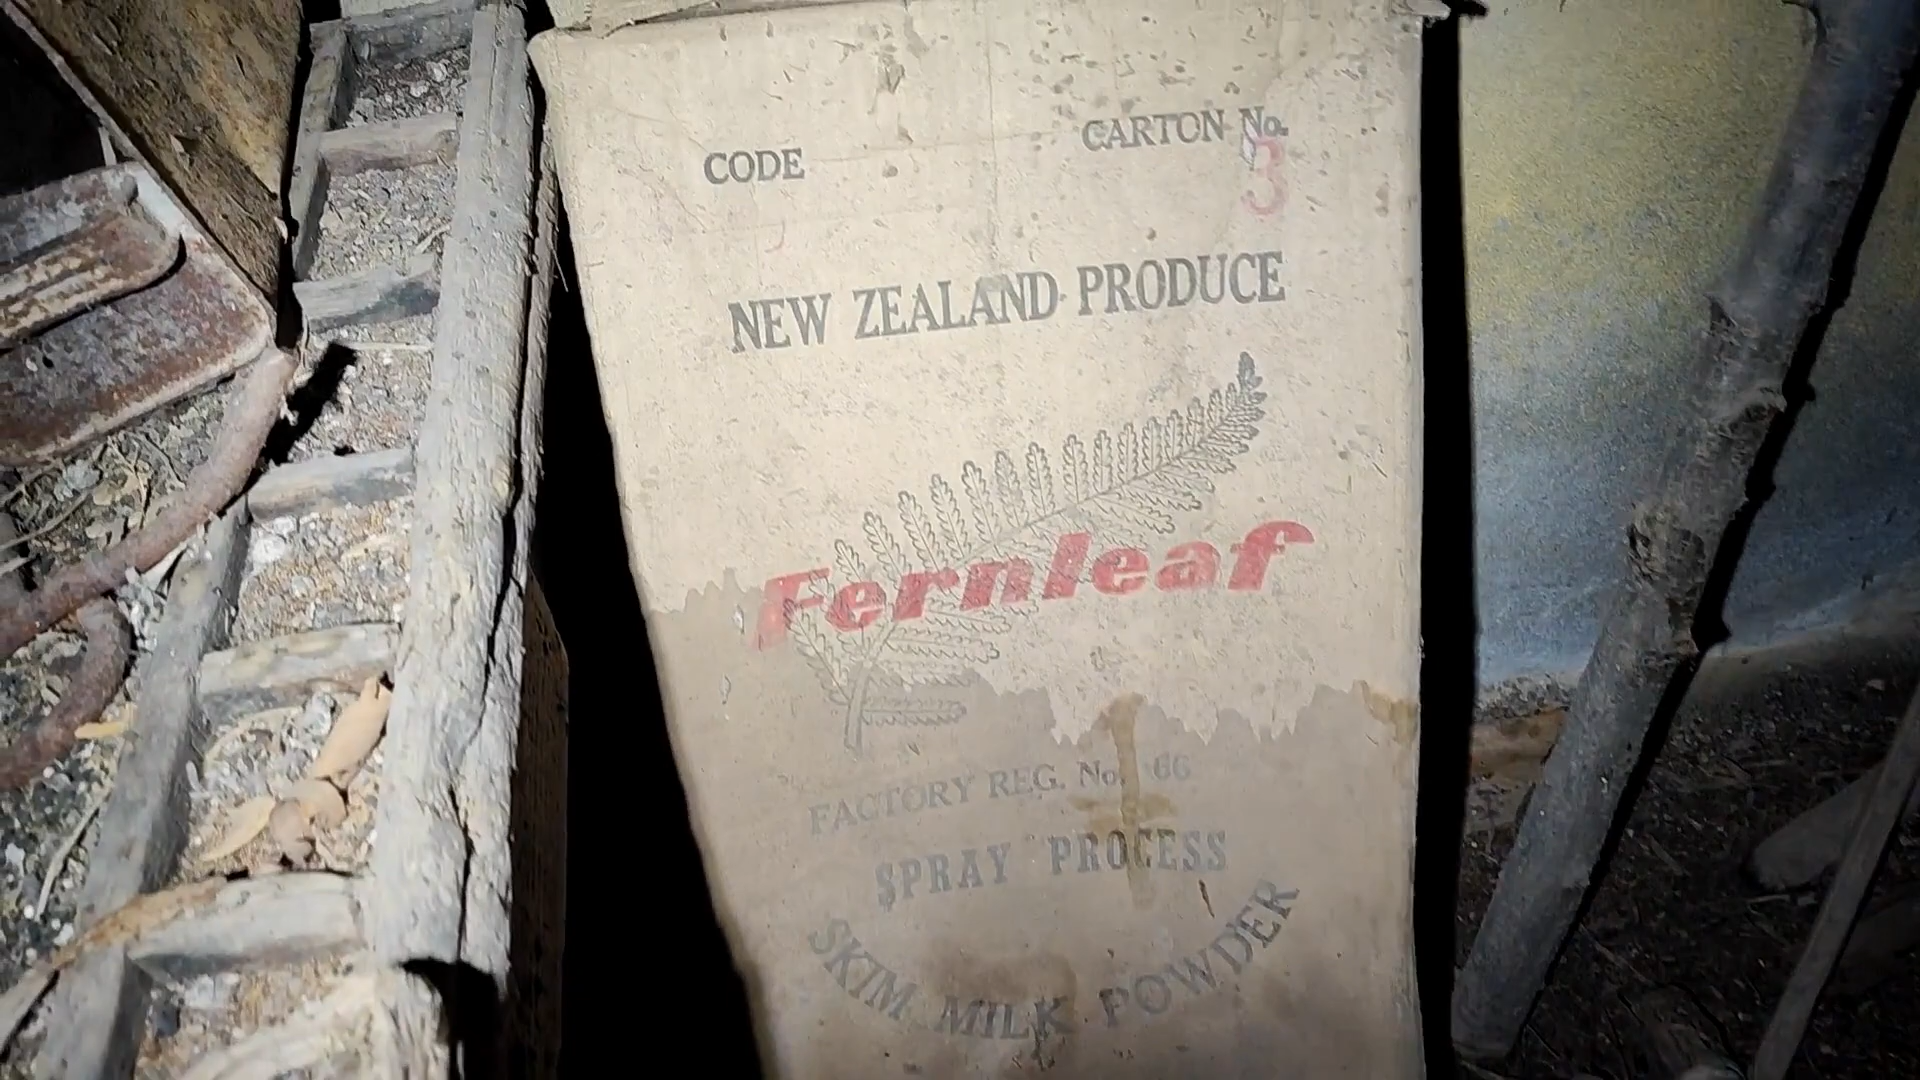 CODE
CARTON No.
3
NEW ZEALAND PRODUCE
Fernleaf
FACTORY REG. No. 66
SPRAY PROCESS
SKIM MILK POWDER